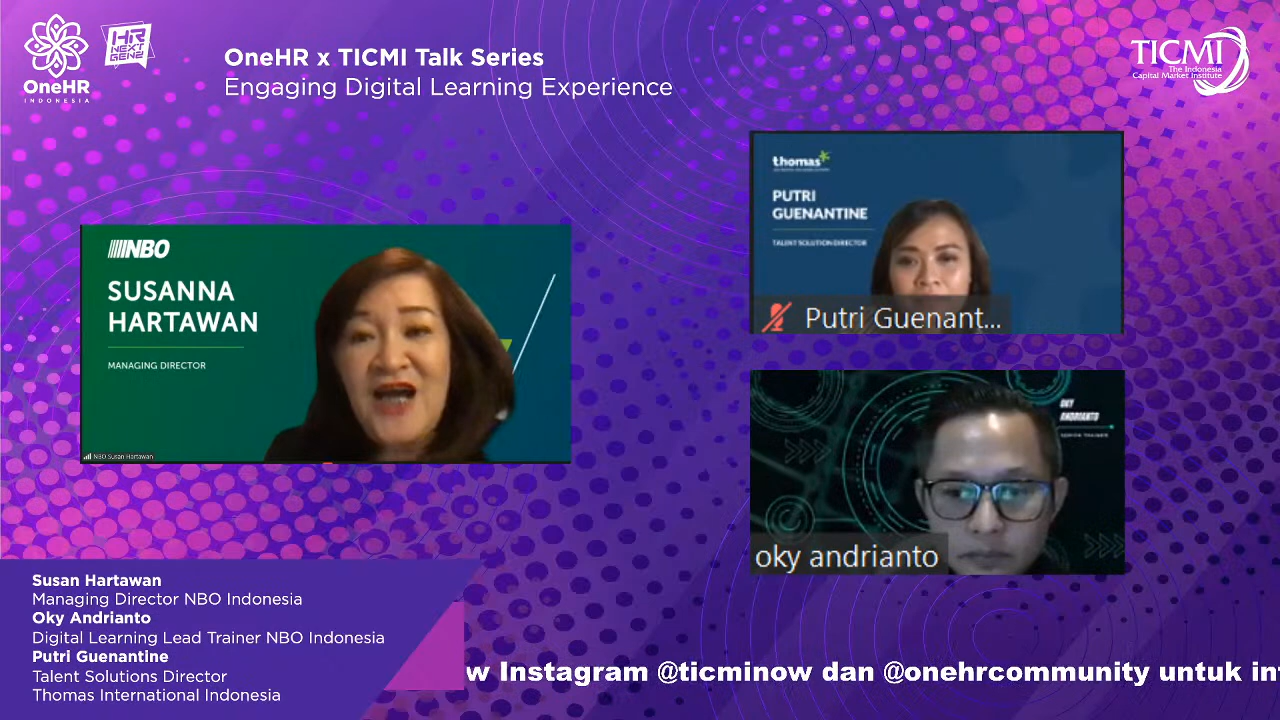 OneHR
INDONESIA
HR
NEXT
GEN
OneHR x TICMI Talk Series
Engaging Digital Learning Experience
TICMI
The Indonesia
Capital Market Institute
NBO
SUSANNA
HARTAWAN
MANAGING DIRECTOR
NBO Susan Hartawan
thomas
PUTRI
GUENANTINE
TALENT SOLUTION DIRECTOR
Putri Guenant...
OKY
ANDRIANTO
SENIOR TRAINER
oky andrianto
Susan Hartawan
Managing Director NBO Indonesia
Oky Andrianto
Digital Learning Lead Trainer NBO Indonesia
Putri Guenantine
Talent Solutions Director
Thomas International Indonesia
w Instagram @ticminow dan @onehrcommunity untuk in